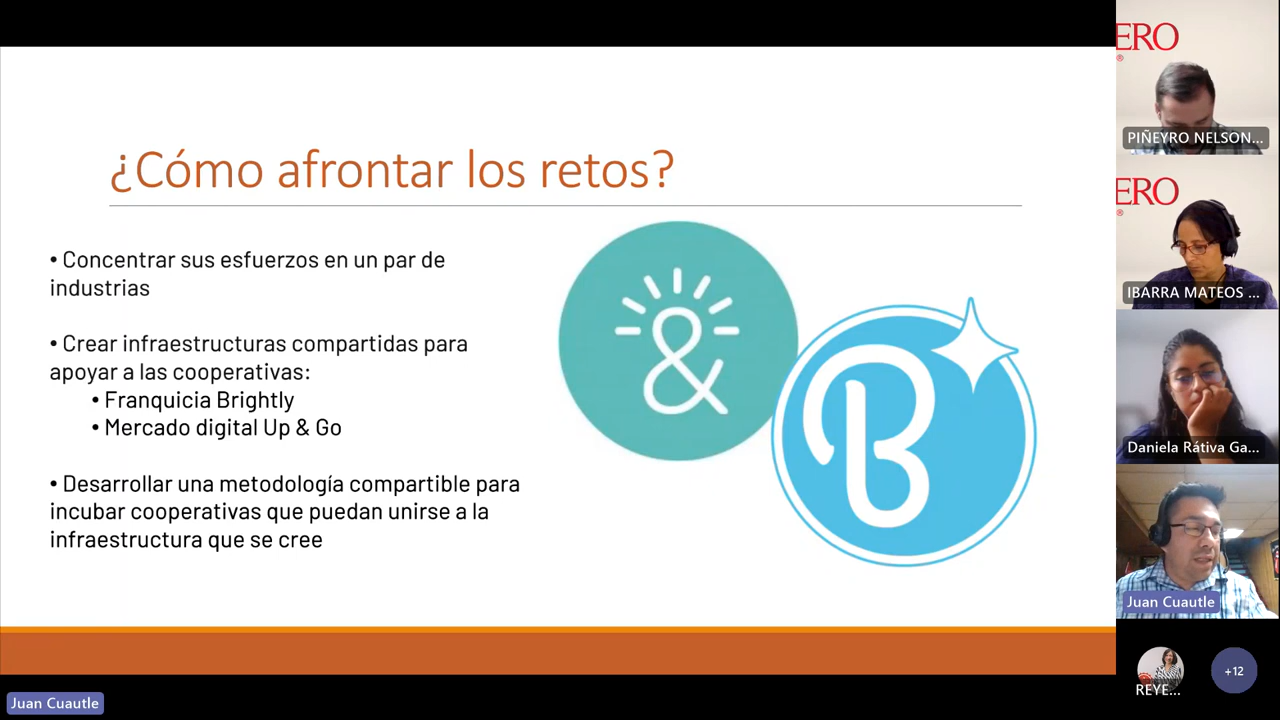 ¿Cómo afrontar los retos?
• Concentrar sus esfuerzos en un par de
industrias
• Crear infraestructuras compartidas para
apoyar a las cooperativas:
• Franquicia Brightly
• Mercado digital Up & Go
• Desarrollar una metodología compartible para
incubar cooperativas que puedan unirse a la
infraestructura que se cree
&
B
Juan Cuautle
ERO
®
PIÑEYRO NELSON...
ERO
®
IBARRA MATEOS ...
Daniela Rátiva Ga...
Juan Cuautle
REYE...
+12